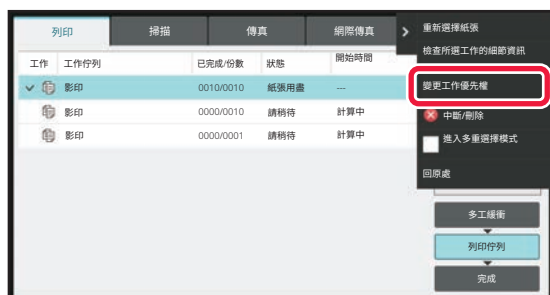 列印 掃描 傳真 網際傳真
工作 工作佇列 已完成/份數 狀態 開始時間
影印 0010/0010 紙張用盡 ---
影印 0000/0010 請稍待 計算中
影印 0000/0001 請稍待 計算中
重新選擇紙張
檢查所選工作的細節資訊
變更工作優先權
中斷/刪除
進入多重選擇模式
回原處
多工緩衝
列印佇列
完成